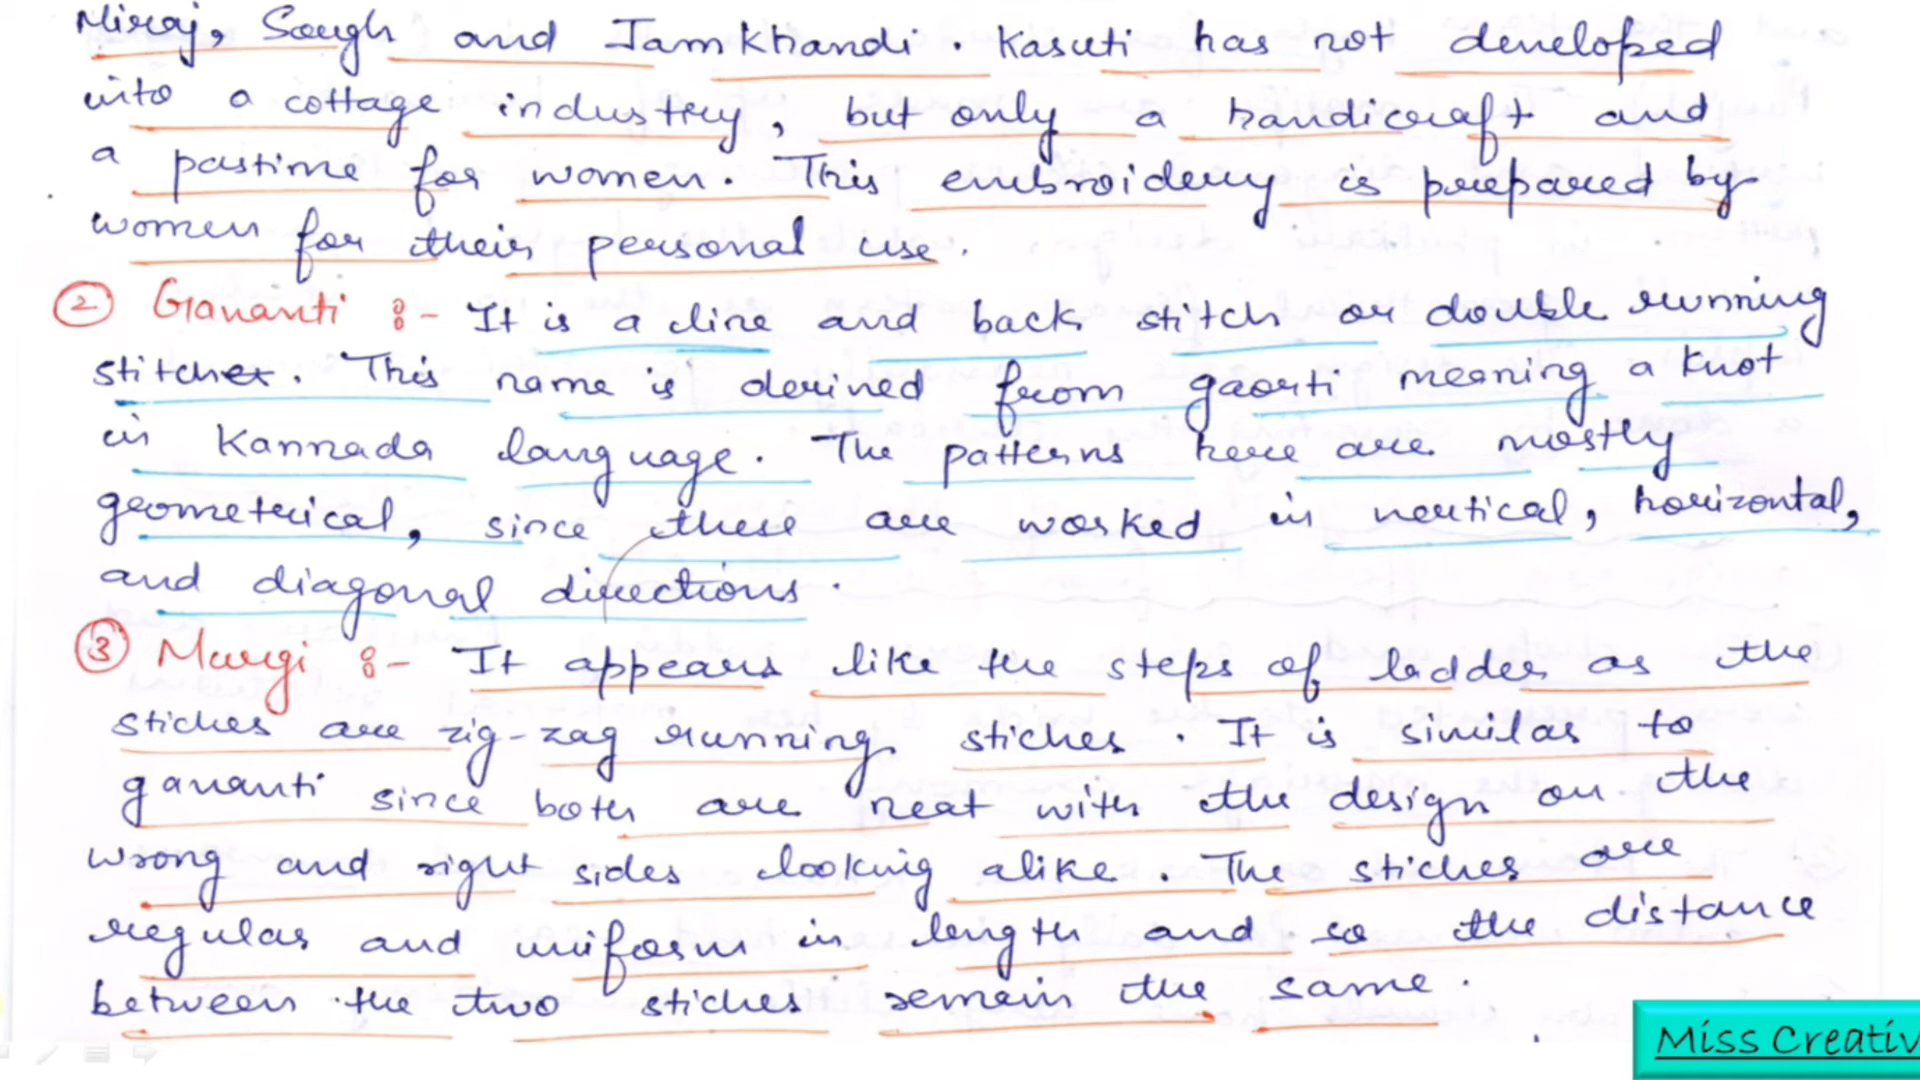 Miraj, Saugh and Jamkhandi. Kasuti has not developed
into a cottage industry, but only a handicraft and
a pastime for women. This embroidery is prepared by
women for their personal use.
② Gavanti :- It is a line and back stitch or double running
stitches. This name is derived from gaonti meaning a knot
in Kannada language. The patterns here are mostly
geometrical, since these are worked in vertical, horizontal,
and diagonal directions.
③ Murgi :- It appears like the steps of ladder as the
stiches are zig-zag running stiches. It is similar to
gavanti since both are neat with the design on the
wrong and right sides looking alike. The stiches are
regular and uniform in length and so the distance
between the two stiches remain the same.
Miss Creativ